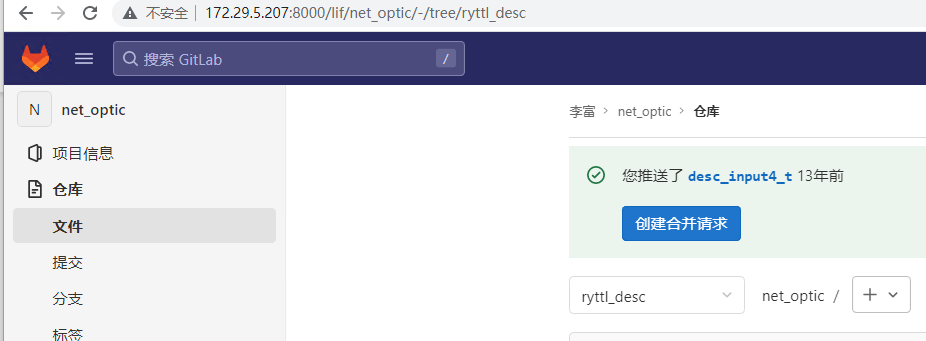 不安全 172.29.5.207:8000/lif/net_optic/-/tree/ryttl_desc
搜索 GitLab /
N net_optic
项目信息
仓库
文件
提交
分支
标签
李富 > net_optic > 仓库
您推送了 desc_input4_t 13年前
创建合并请求
ryttl_desc net_optic / +